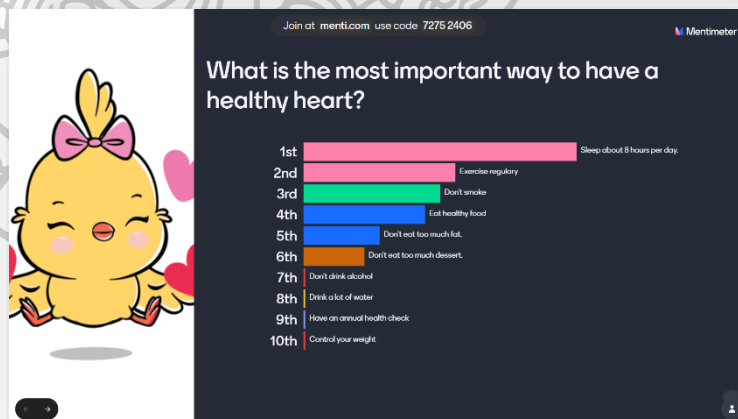 Join at menti.com use code 7275 2406
Mentimeter
What is the most important way to have a
healthy heart?
1st Sleep about 8 hours per day.
2nd Exercise regulary
3rd Don't smoke
4th Eat healthy food
5th Don't eat too much fat.
6th Don't eat too much dessert.
7th Don't drink alcohol
8th Drink a lot of water
9th Have an annual health check
10th Control your weight